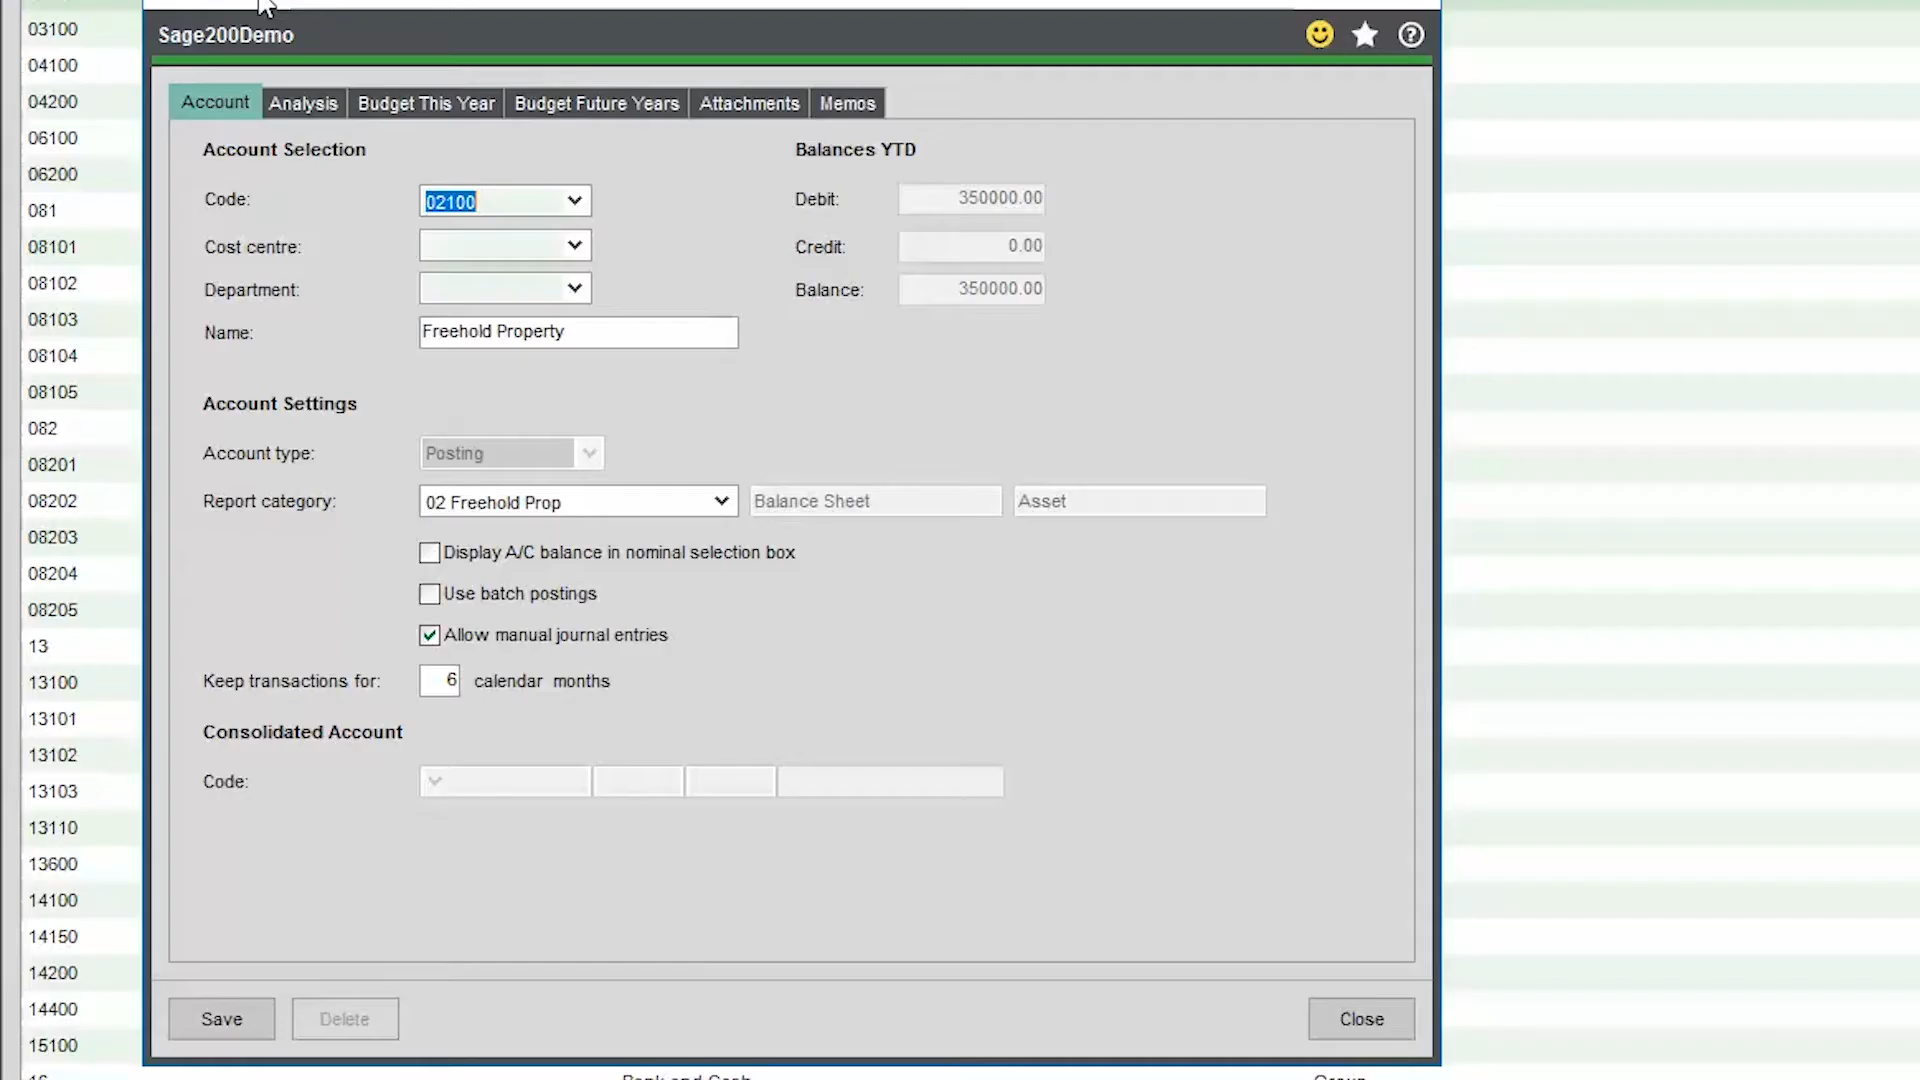 Sage200Demo
Account Analysis Budget This Year Budget Future Years Attachments Memos
Account Selection
Code: 02100
Cost centre:
Department:
Name: Freehold Property
Balances YTD
Debit: 350000.00
Credit: 0.00
Balance: 350000.00
Account Settings
Account type: Posting
Report category: 02 Freehold Prop Balance Sheet Asset
Display A/C balance in nominal selection box
Use batch postings
Allow manual journal entries
Keep transactions for: 6 calendar months
Consolidated Account
Code:
Save Delete Close
03100
04100
04200
06100
06200
081
08101
08102
08103
08104
08105
082
08201
08202
08203
08204
08205
13
13100
13101
13102
13103
13110
13600
14100
14150
14200
14400
15100
Bank and Cash
Group